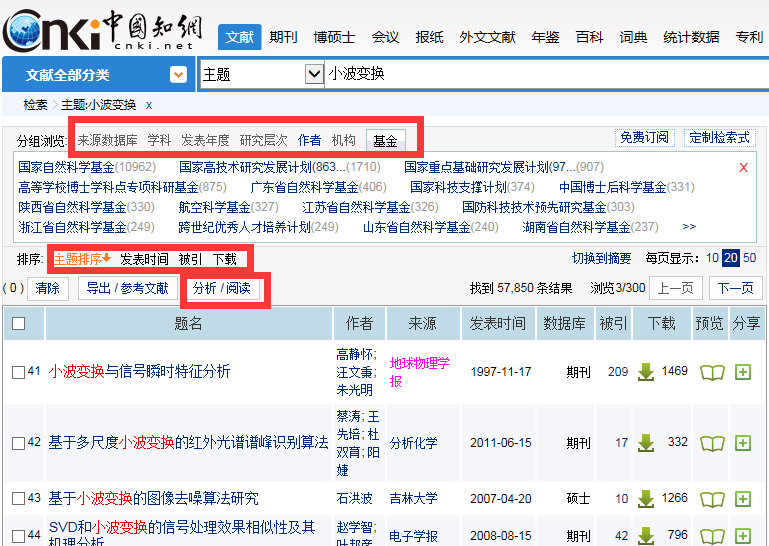 Cnki 中國知網
cnki.net
文献 期刊 博硕士 会议 报纸 外文文献 年鉴 百科 词典 统计数据 专利
文献全部分类 主题 小波变换
检索 > 主题:小波变换 x
分组浏览: 来源数据库 学科 发表年度 研究层次 作者 机构 基金 免费订阅 定制检索式
国家自然科学基金(10962) 国家高技术研究发展计划(863...(1710) 国家重点基础研究发展计划(97...(907) X
高等学校博士学科点专项科研基金(875) 广东省自然科学基金(406) 国家科技支撑计划(374) 中国博士后科学基金(331)
陕西省自然科学基金(330) 航空科学基金(327) 江苏省自然科学基金(326) 国防科技技术预先研究基金(303)
浙江省自然科学基金(249) 跨世纪优秀人才培养计划(249) 山东省自然科学基金(240) 湖南省自然科学基金(237) >>
排序: 主题排序 发表时间 被引 下载 切换到摘要 每页显示: 10 20 50
( 0 ) 清除 导出 / 参考文献 分析 / 阅读 找到 57,850 条结果 浏览3/300 上一页 下一页
题名 作者 来源 发表时间 数据库 被引 下载 预览 分享
41 小波变换与信号瞬时特征分析 高静怀; 汪文秉; 朱光明 地球物理学报 1997-11-17 期刊 209 1469
42 基于多尺度小波变换的红外光谱谱峰识别算法 蔡涛; 王先培; 杜双育; 阳婕 分析化学 2011-06-15 期刊 17 332
43 基于小波变换的图像去噪算法研究 石洪波 吉林大学 2007-04-20 硕士 10 1266
44 SVD和小波变换的信号处理效果相似性及其机理分析 赵学智; 叶邦彦 电子学报 2008-08-15 期刊 42 796